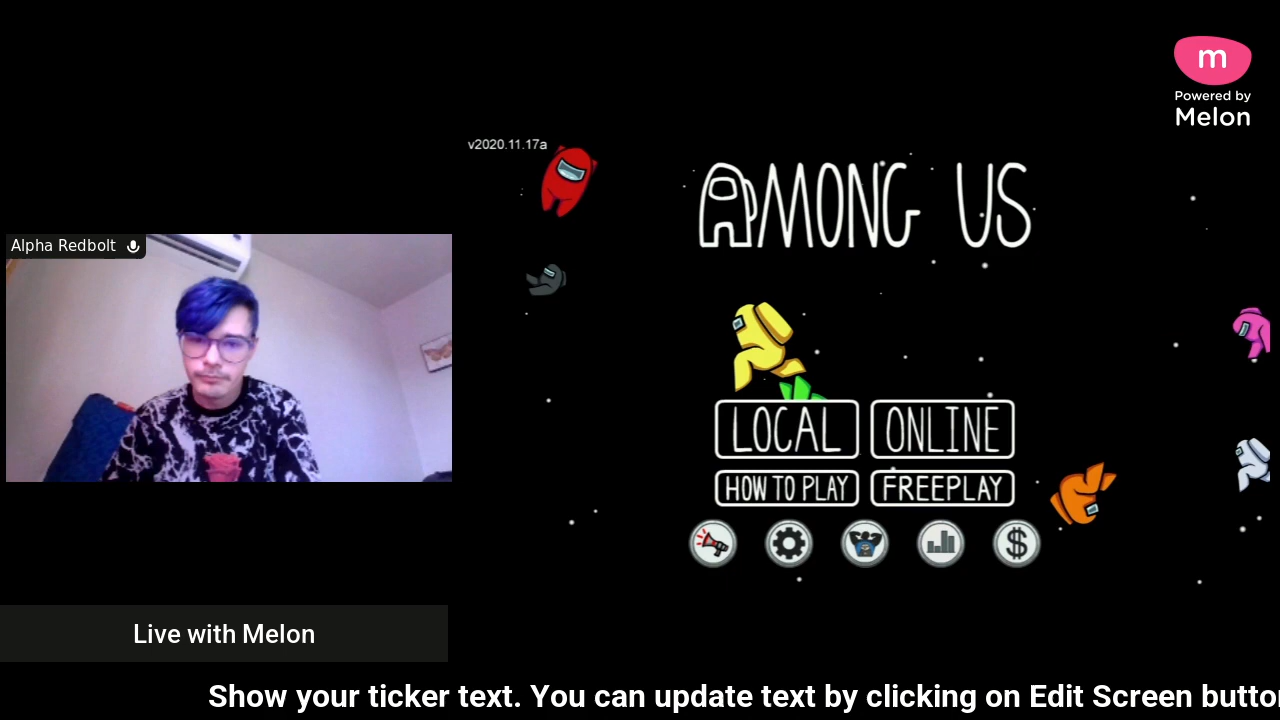 m
Powered by
Melon
v2020.11.17a
AMONG US
Alpha Redbolt
LOCAL
ONLINE
HOW TO PLAY
FREEPLAY
$
Live with Melon
Show your ticker text. You can update text by clicking on Edit Screen butto